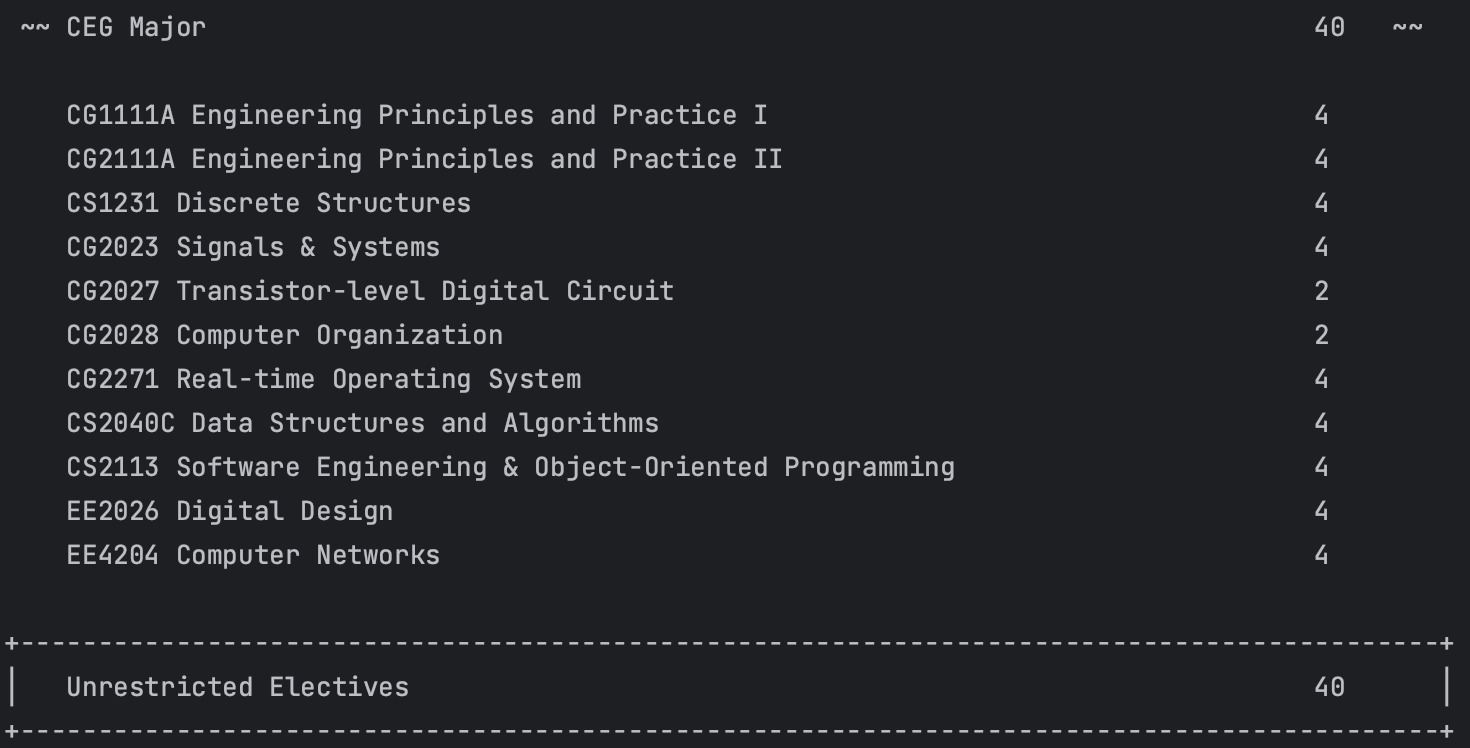 ~~ CEG Major 40 ~~
CG1111A Engineering Principles and Practice I 4
CG2111A Engineering Principles and Practice II 4
CS1231 Discrete Structures 4
CG2023 Signals & Systems 4
CG2027 Transistor-level Digital Circuit 2
CG2028 Computer Organization 2
CG2271 Real-time Operating System 4
CS2040C Data Structures and Algorithms 4
CS2113 Software Engineering & Object-Oriented Programming 4
EE2026 Digital Design 4
EE4204 Computer Networks 4
+-------------------------------------------------------------------------------------------+
| Unrestricted Electives 40 |
+-------------------------------------------------------------------------------------------+